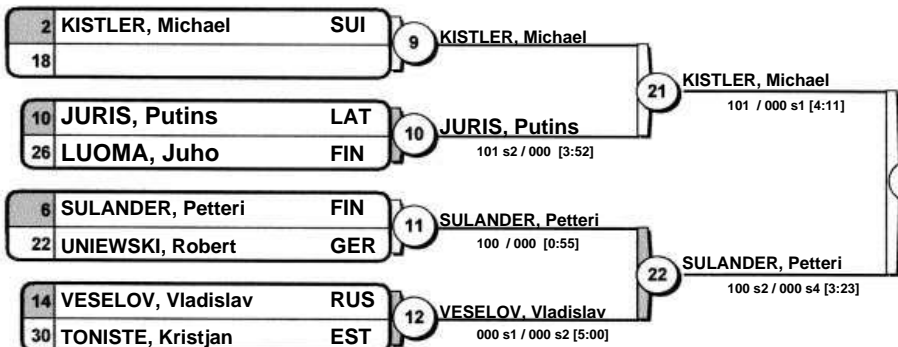 2 KISTLER, Michael SUI
18
9 KISTLER, Michael
10 JURIS, Putins LAT
26 LUOMA, Juho FIN
10 JURIS, Putins
101 s2 / 000 [3:52]
21 KISTLER, Michael
101 / 000 s1 [4:11]
6 SULANDER, Petteri FIN
22 UNIEWSKI, Robert GER
11 SULANDER, Petteri
100 / 000 [0:55]
14 VESELOV, Vladislav RUS
30 TONISTE, Kristjan EST
12 VESELOV, Vladislav
000 s1 / 000 s2 [5:00]
22 SULANDER, Petteri
100 s2 / 000 s4 [3:23]